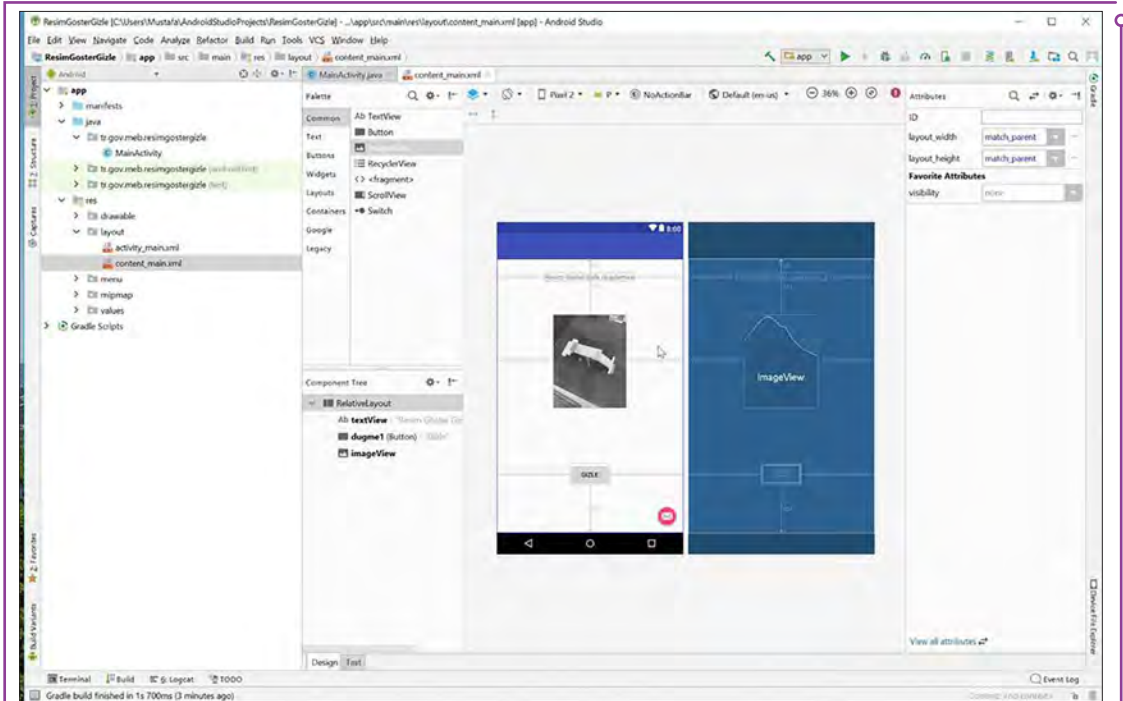 ResimGosterGizle [C:\Users\Mustafa\AndroidStudioProjects\ResimGosterGizle] - ...\app\src\main\res\layout\content_main.xml [app] - Android Studio
File Edit View Navigate Code Analyze Refactor Build Run Tools VCS Window Help
ResimGosterGizle app src main res layout content_main.xml
app
Android
MainActivity.java content_main.xml
1: Project
Gradle
app
manifests
java
tr.gov.meb.resimgostergizle
MainActivity
tr.gov.meb.resimgostergizle (androidTest)
tr.gov.meb.resimgostergizle (test)
res
drawable
layout
activity_main.xml
content_main.xml
menu
mipmap
values
Gradle Scripts
2: Structure
Captures
2: Favorites
Build Variants
Palette
Common
Text
Buttons
Widgets
Layouts
Containers
Google
Legacy
Ab TextView
Button
RecyclerView
<> <fragment>
ScrollView
Switch
Pixel 2 P NoActionBar Default (en-us) 36%
8:00
GIZLE
ImageView
Component Tree
RelativeLayout
Ab textView
dugme1 (Button) "Gizle"
imageView
Design Text
Attributes
ID
layout_width match_parent
layout_height match_parent
Favorite Attributes
visibility none
View all attributes
Device File Explorer
Terminal Build 6: Logcat TODO
Event Log
Gradle build finished in 1s 700ms (3 minutes ago)